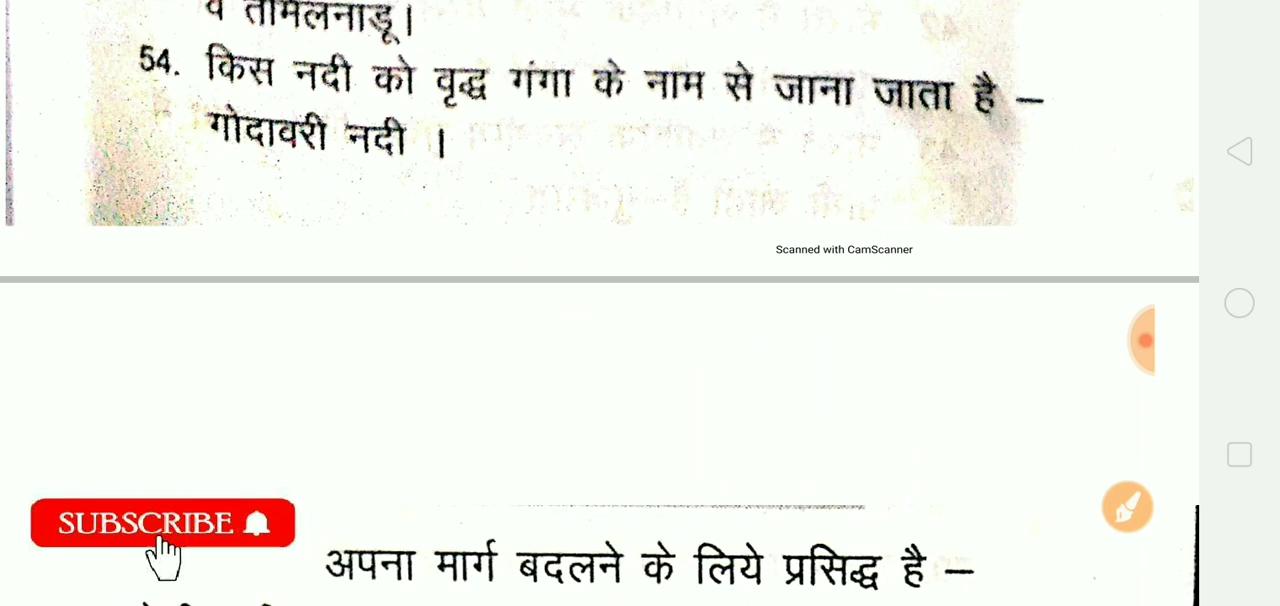 व तामिलनाडू।
54. किस नदी को वृद्ध गंगा के नाम से जाना जाता है –
गोदावरी नदी ।
Scanned with CamScanner
SUBSCRIBE
अपना मार्ग बदलने के लिये प्रसिद्ध है –